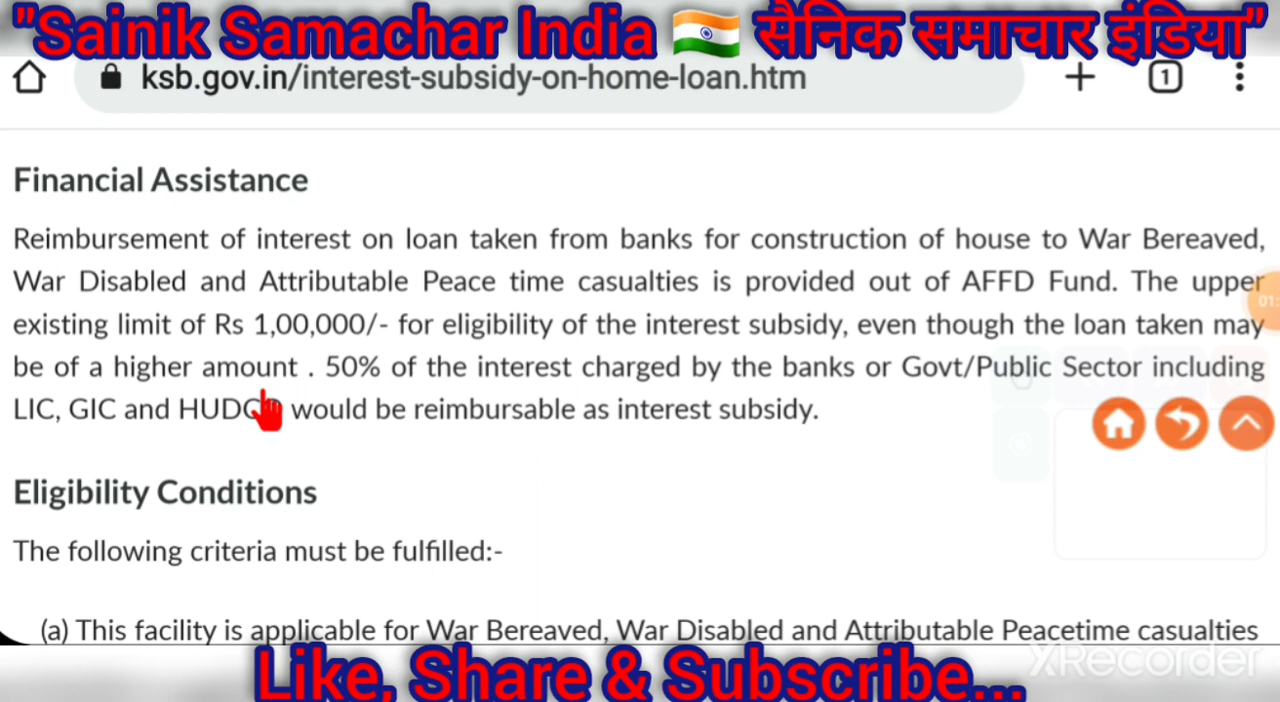 "Sainik Samachar India 🇮🇳 सैनिक समाचार इंडिया"
ksb.gov.in/interest-subsidy-on-home-loan.htm
1
Financial Assistance
Reimbursement of interest on loan taken from banks for construction of house to War Bereaved,
War Disabled and Attributable Peace time casualties is provided out of AFFD Fund. The upper
01:
existing limit of Rs 1,00,000/- for eligibility of the interest subsidy, even though the loan taken may
be of a higher amount . 50% of the interest charged by the banks or Govt/Public Sector including
LIC, GIC and would be reimbursable as interest subsidy.
Eligibility Conditions
The following criteria must be fulfilled:-
(a) This facility is applicable for War Bereaved, War Disabled and Attributable Peacetime casualties
XRecorder
Like, Share & Subscribe...